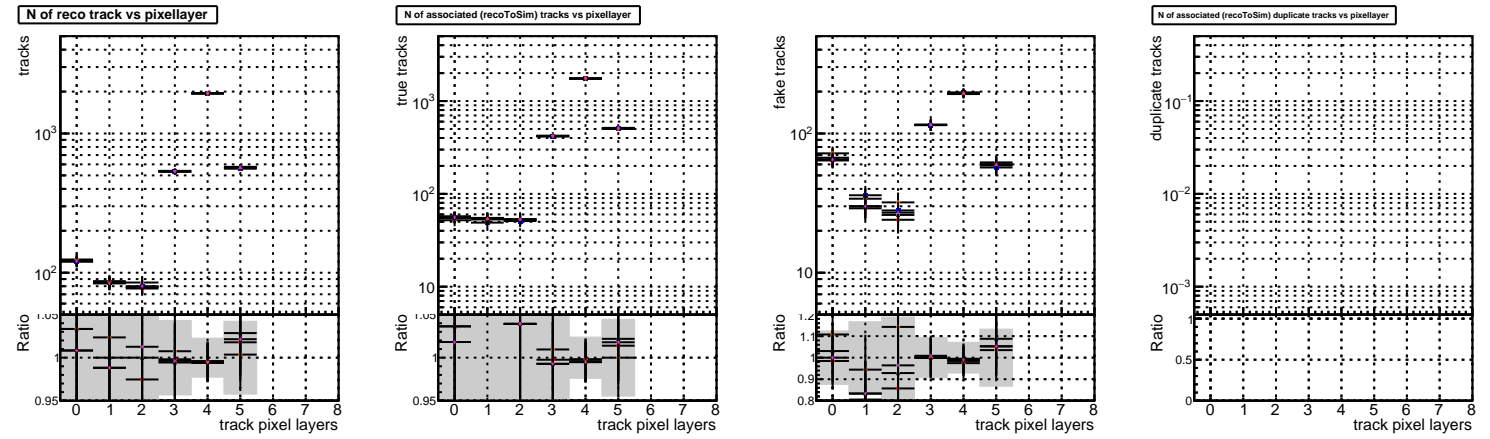 N of reco track vs pixellayer
tracks
10³
10²
Ratio
1.05
1
0.95
0 1 2 3 4 5 6 7 8
track pixel layers
N of associated (recoToSim) tracks vs pixellayer
true tracks
10³
10²
10
Ratio
1.05
1
0.95
0 1 2 3 4 5 6 7 8
track pixel layers
fake tracks
10²
10
Ratio
1.2
1.1
1
0.9
0.8
0 1 2 3 4 5 6 7 8
track pixel layers
N of associated (recoToSim) duplicate tracks vs pixellayer
duplicate tracks
10⁻¹
10⁻²
10⁻³
Ratio
1
0.5
0
0 1 2 3 4 5 6 7 8
track pixel layers